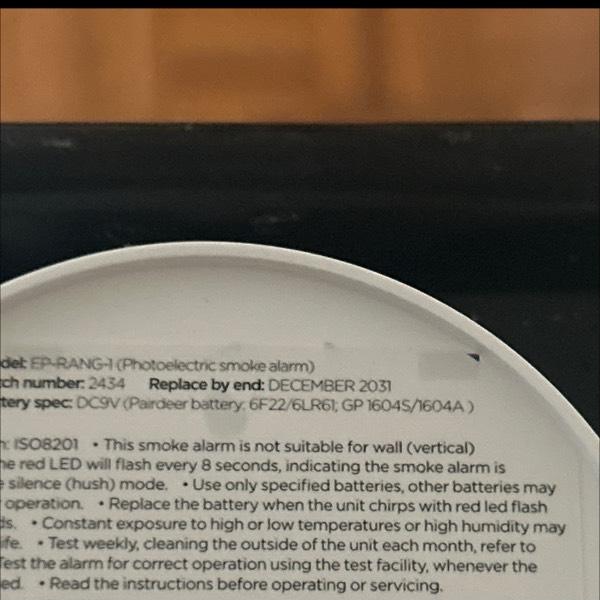 del: EP-RANG-1 (Photoelectric smoke alarm)
ch number: 2434 Replace by end: DECEMBER 2031
tery spec: DC9V (Pairdeer battery: 6F22/6LR61; GP 1604S/1604A )
n: ISO8201 • This smoke alarm is not suitable for wall (vertical)
he red LED will flash every 8 seconds, indicating the smoke alarm is
e silence (hush) mode. • Use only specified batteries, other batteries may
operation. • Replace the battery when the unit chirps with red led flash
ds. • Constant exposure to high or low temperatures or high humidity may
ife. • Test weekly, cleaning the outside of the unit each month, refer to
Test the alarm for correct operation using the test facility, whenever the
ed. • Read the instructions before operating or servicing.